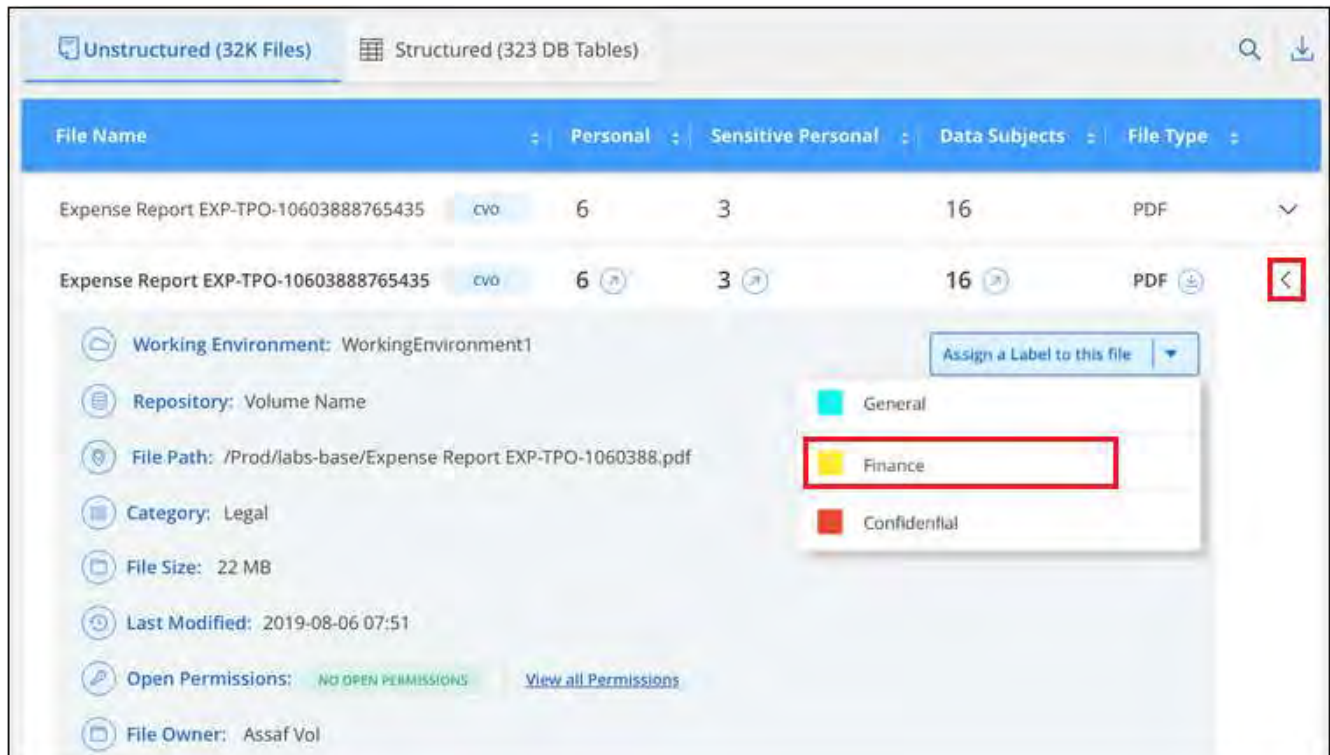 Unstructured (32K Files) Structured (323 DB Tables)
File Name Personal Sensitive Personal Data Subjects File Type
Expense Report EXP-TPO-10603888765435 CVO 6 3 16 PDF
Expense Report EXP-TPO-10603888765435 CVO 6 3 16 PDF
Working Environment: WorkingEnvironment1 Assign a Label to this file
Repository: Volume Name General
File Path: /Prod/labs-base/Expense Report EXP-TPO-1060388.pdf Finance
Category: Legal Confidential
File Size: 22 MB
Last Modified: 2019-08-06 07:51
Open Permissions: NO OPEN PERMISSIONS View all Permissions
File Owner: Assaf Vol